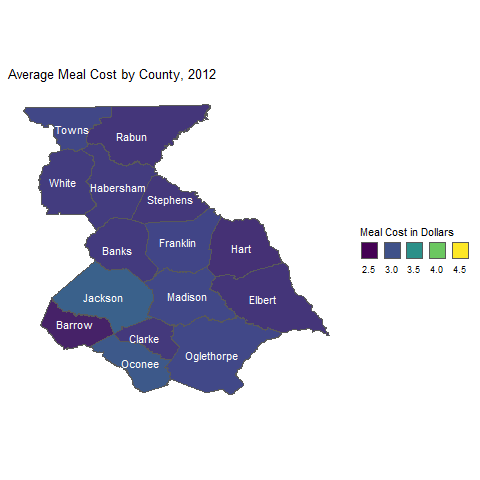 Average Meal Cost by County, 2012
Towns
Rabun
White
Habersham
Stephens
Banks
Franklin
Hart
Jackson
Madison
Elbert
Barrow
Clarke
Oconee
Oglethorpe
Meal Cost in Dollars
2.5 3.0 3.5 4.0 4.5